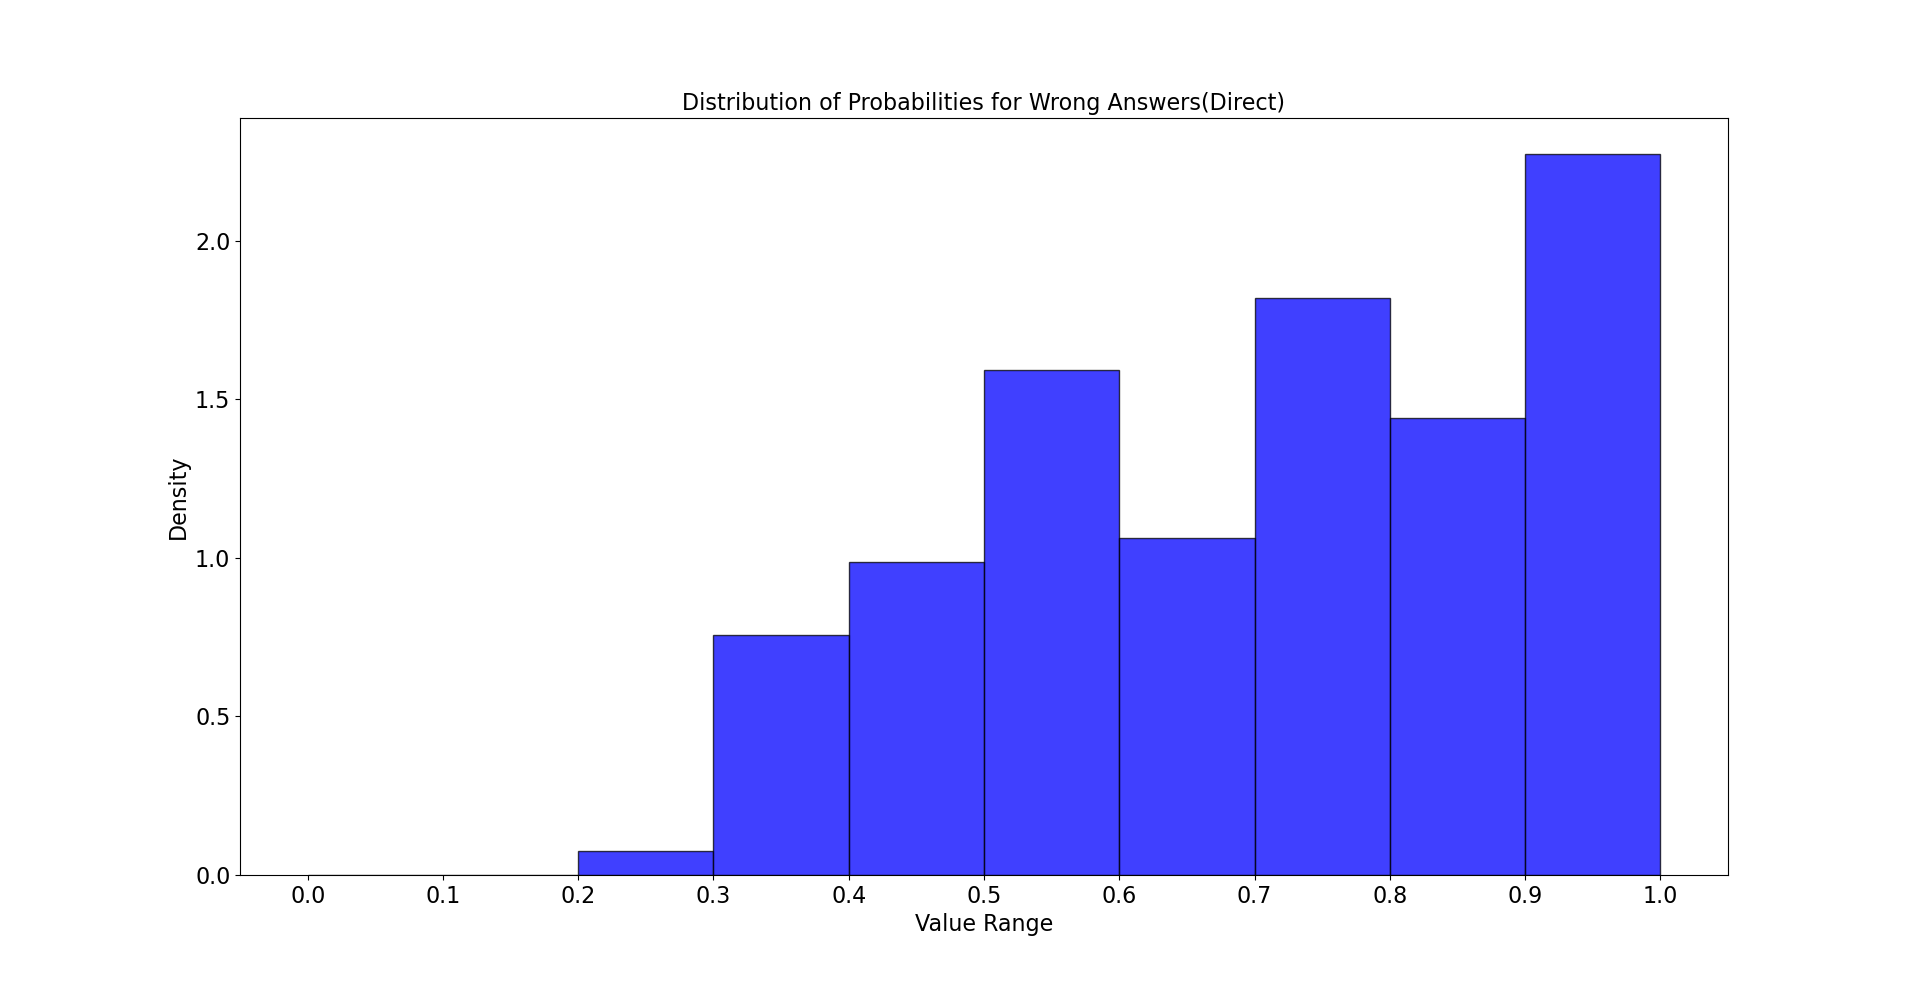 Distribution of Probabilities for Wrong Answers(Direct)
Density
2.0
1.5
1.0
0.5
0.0
0.0 0.1 0.2 0.3 0.4 0.5 0.6 0.7 0.8 0.9 1.0
Value Range